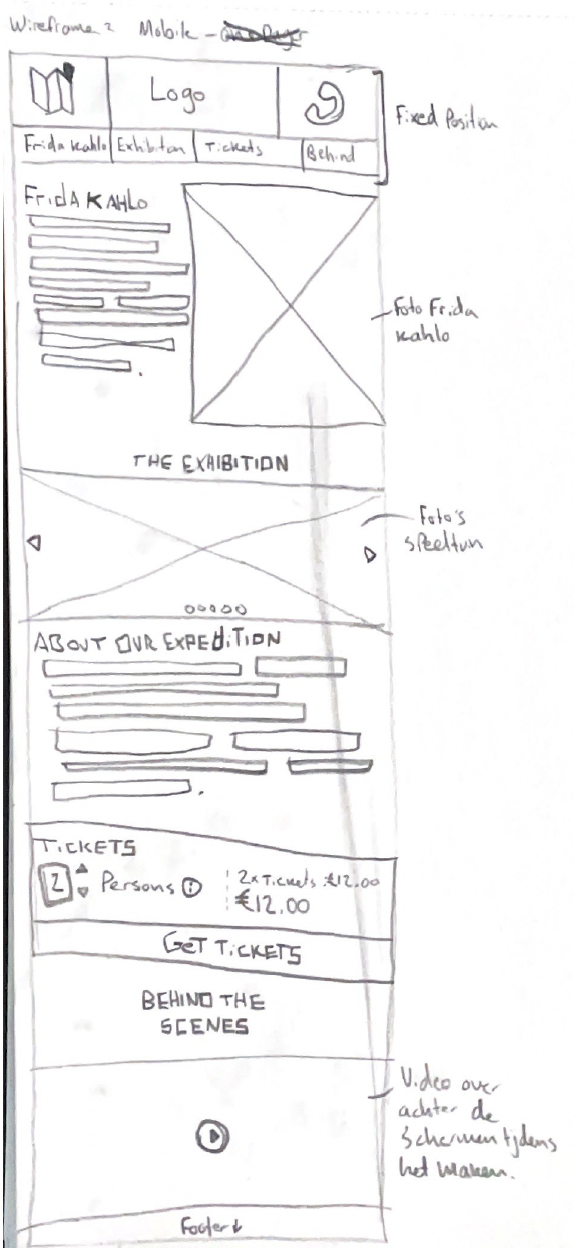 Wireframe 2 Mobile - One Pager
Logo
Fixed Position
Frida Kahlo Exhibition Tickets Behind
FRIDA KAHLO
Foto Frida
Kahlo
THE EXHIBITION
Foto's
speeltuin
ABOUT OUR EXPEDITION
TICKETS
2 Persons i 2x Tickets: €12.00
€12.00
GET TICKETS
BEHIND THE
SCENES
Video over
achter de
schermen tijdens
het maken.
Footer